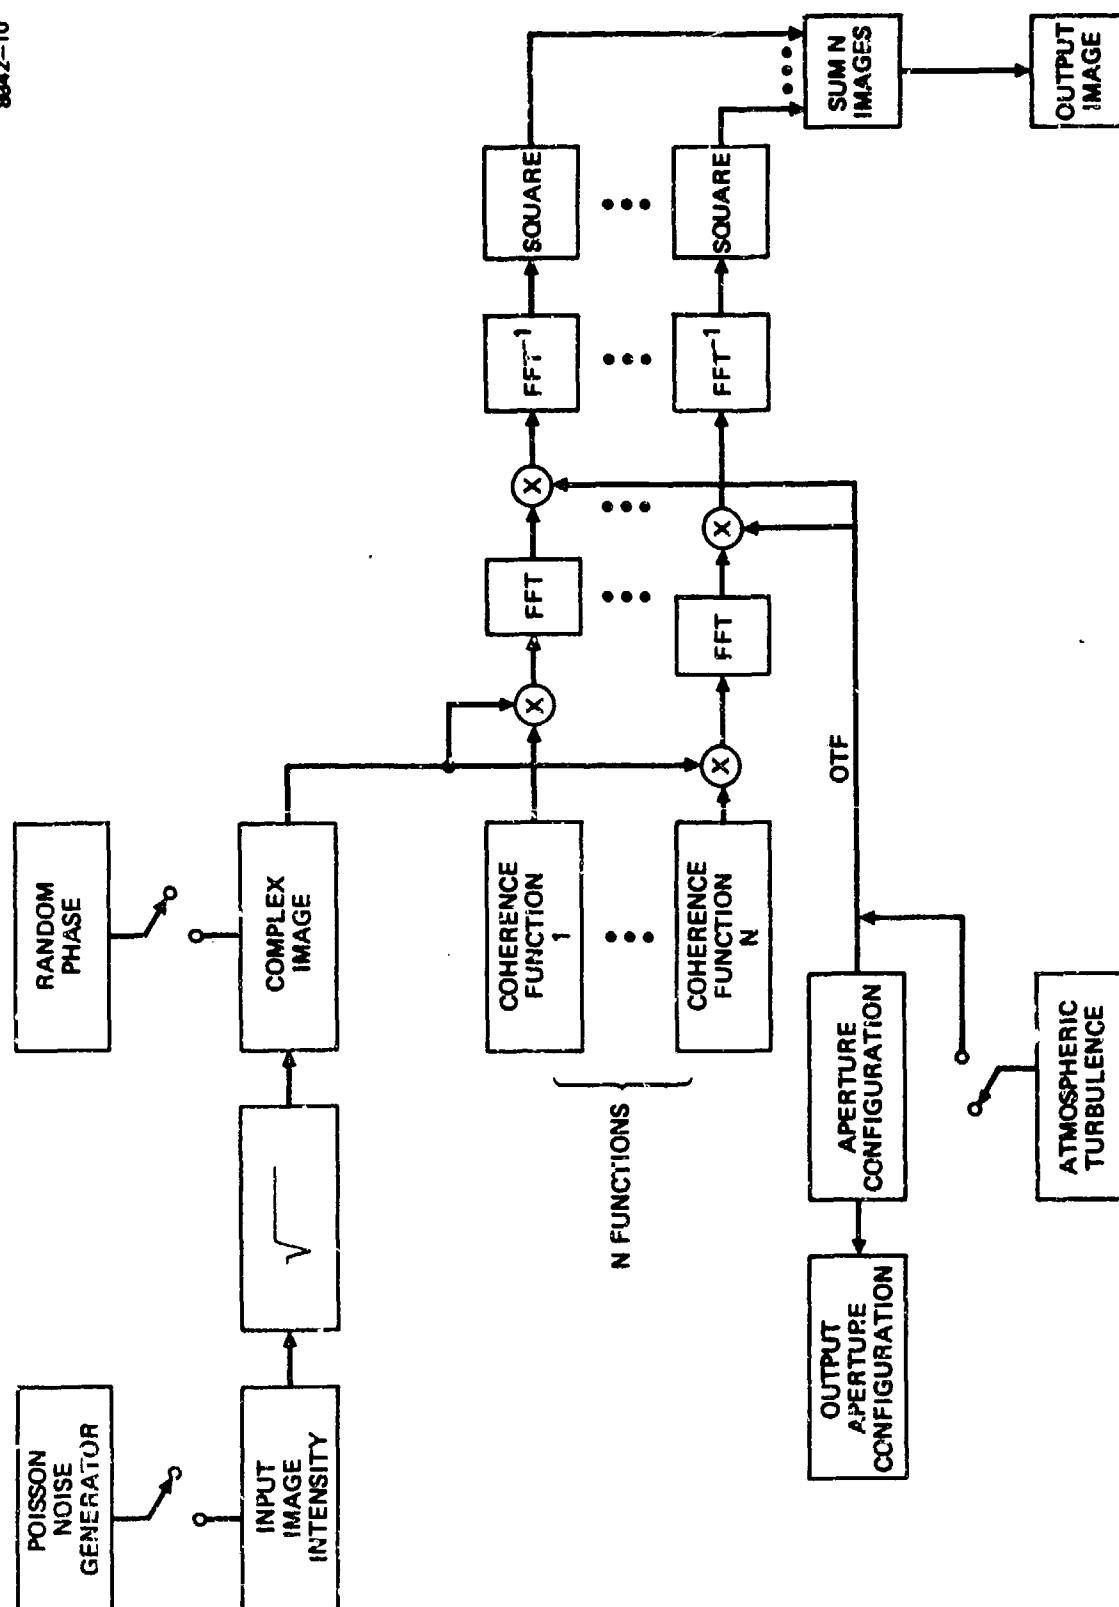 POISSON
NOISE
GENERATOR
RANDOM
PHASE
INPUT
IMAGE
INTENSITY
√
COMPLEX
IMAGE
COHERENCE
FUNCTION
1
X
FFT
X
FFT⁻¹
SQUARE
N FUNCTIONS
COHERENCE
FUNCTION
N
X
FFT
X
FFT⁻¹
SQUARE
SUM N
IMAGES
OUTPUT
IMAGE
OUTPUT
APERTURE
CONFIGURATION
APERTURE
CONFIGURATION
OTF
ATMOSPHERIC
TURBULENCE